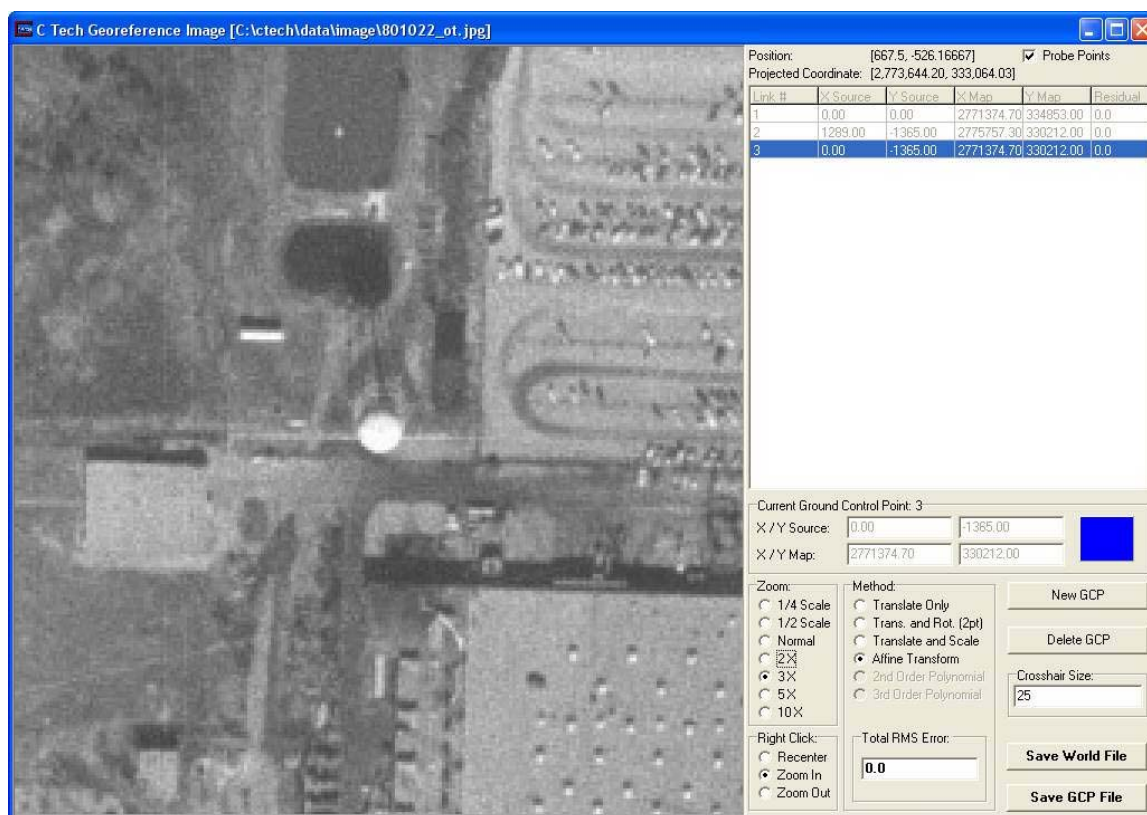 C Tech Georeference Image [C:\ctech\data\image\801022_ot.jpg]
Position: [667.5, -526.16667] Probe Points
Projected Coordinate: [2,773,644.20, 333,064.03]
Link # X Source Y Source X Map Y Map Residual
1 0.00 0.00 2771374.70 334853.00 0.0
2 1289.00 -1365.00 2775757.30 330212.00 0.0
3 0.00 -1365.00 2771374.70 330212.00 0.0
Current Ground Control Point: 3
X / Y Source: 0.00 -1365.00
X / Y Map: 2771374.70 330212.00
Zoom:
1/4 Scale
1/2 Scale
Normal
2X
3X
5X
10X
Method:
Translate Only
Trans. and Rot. (2pt)
Translate and Scale
Affine Transform
2nd Order Polynomial
3rd Order Polynomial
New GCP
Delete GCP
Crosshair Size:
25
Right Click:
Recenter
Zoom In
Zoom Out
Total RMS Error:
0.0
Save World File
Save GCP File